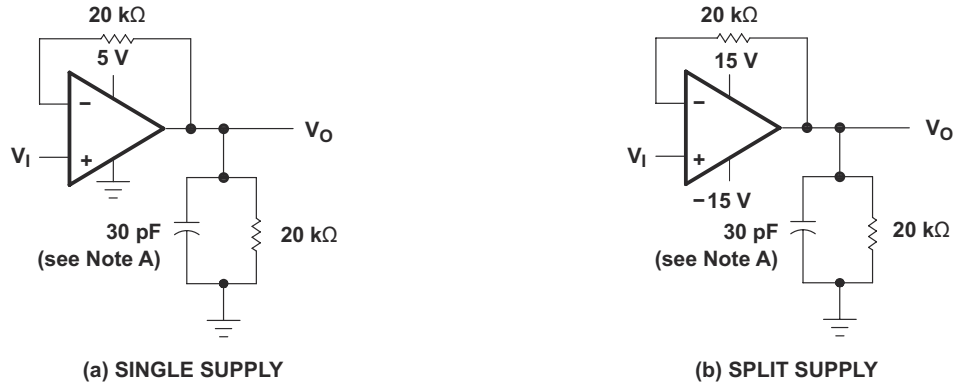 20 kΩ
5 V
−
V_I
+
V_O
30 pF
(see Note A)
20 kΩ
(a) SINGLE SUPPLY
20 kΩ
15 V
−
V_I
+
V_O
−15 V
30 pF
(see Note A)
20 kΩ
(b) SPLIT SUPPLY